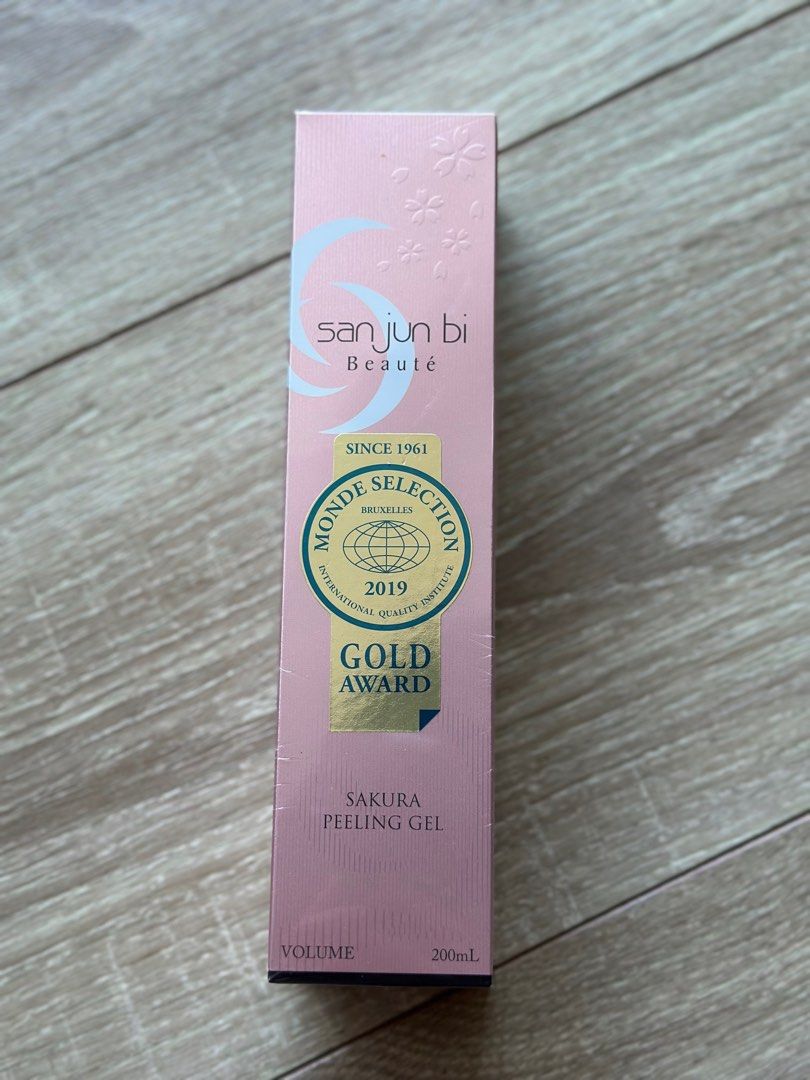 san jun bi
Beauté
SINCE 1961
MONDE SELECTION
BRUXELLES
2019
INTERNATIONAL QUALITY INSTITUTE
GOLD
AWARD
SAKURA
PEELING GEL
VOLUME 200mL